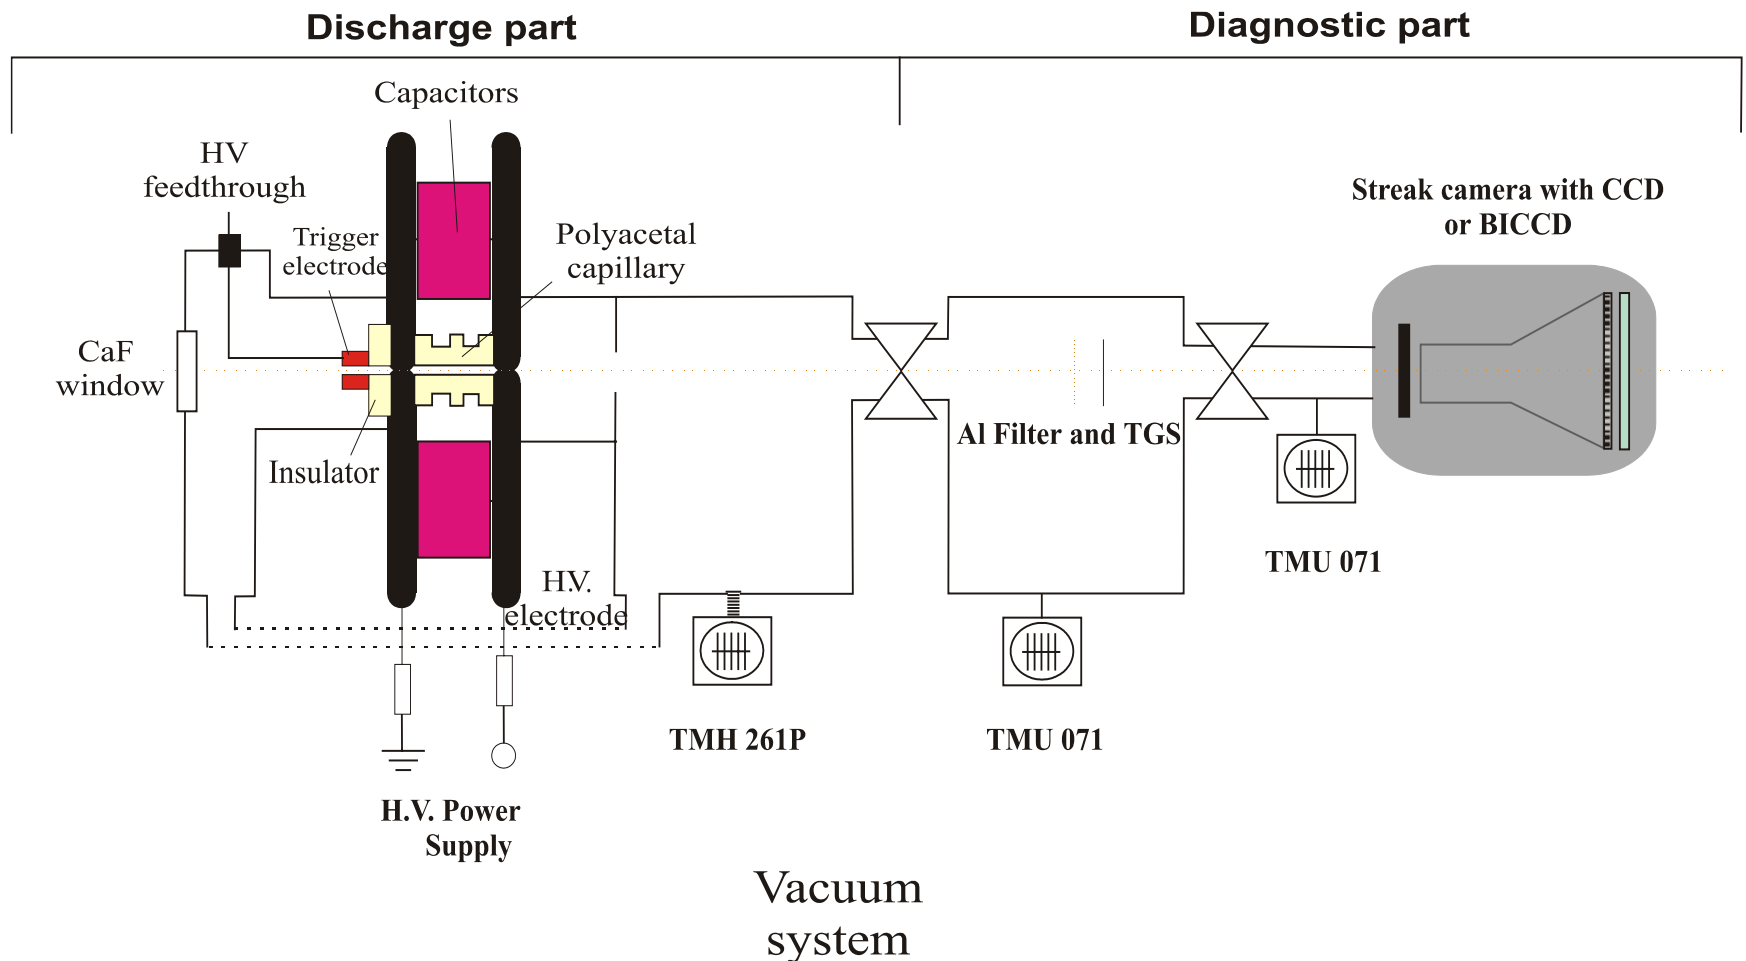 Discharge part
Diagnostic part
Capacitors
HV
feedthrough
Trigger
electrode
Polyacetal
capillary
Streak camera with CCD
or BICCD
CaF
window
Insulator
Al Filter and TGS
H.V.
electrode
TMU 071
TMH 261P
TMU 071
H.V. Power
Supply
Vacuum
system